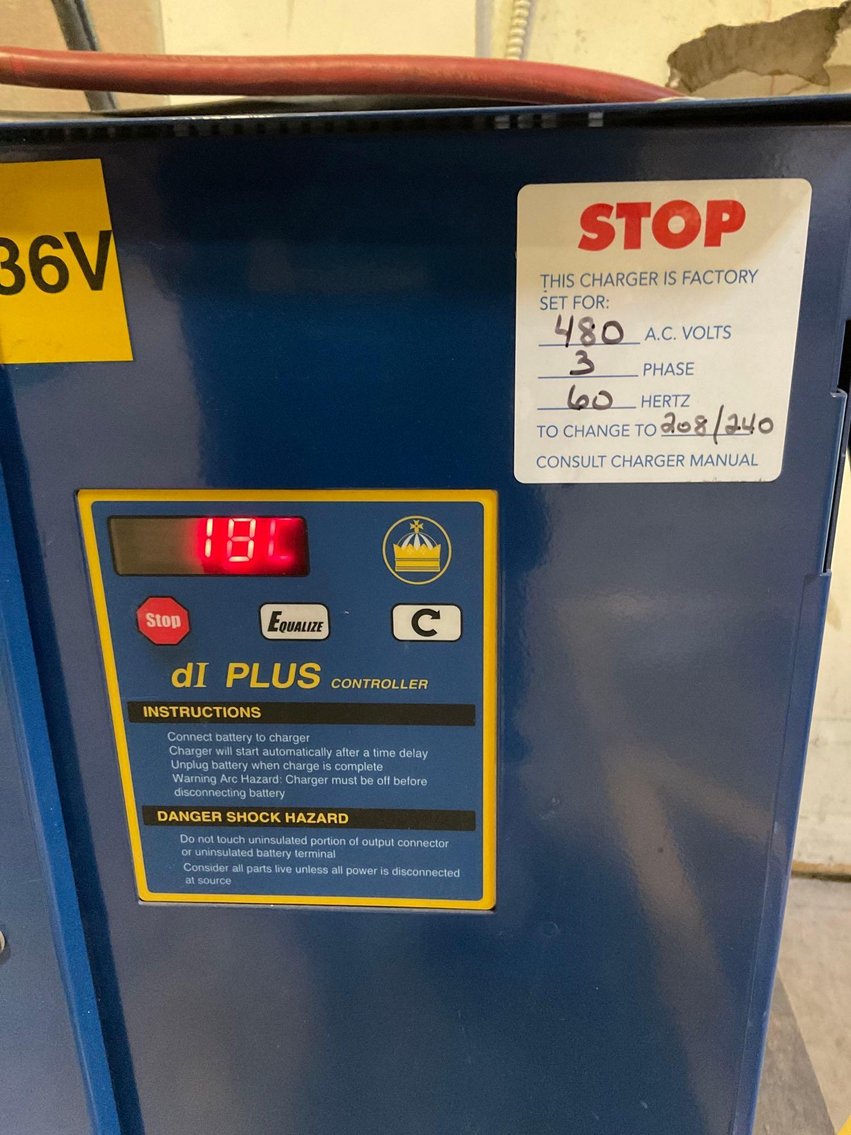 36V
STOP
THIS CHARGER IS FACTORY
SET FOR:
480 A.C. VOLTS
3 PHASE
60 HERTZ
TO CHANGE TO 208/240
CONSULT CHARGER MANUAL
18L
Stop
EQUALIZE
dI PLUS CONTROLLER
INSTRUCTIONS
Connect battery to charger
Charger will start automatically after a time delay
Unplug battery when charge is complete
Warning Arc Hazard: Charger must be off before
disconnecting battery
DANGER SHOCK HAZARD
Do not touch uninsulated portion of output connector
or uninsulated battery terminal
Consider all parts live unless all power is disconnected
at source